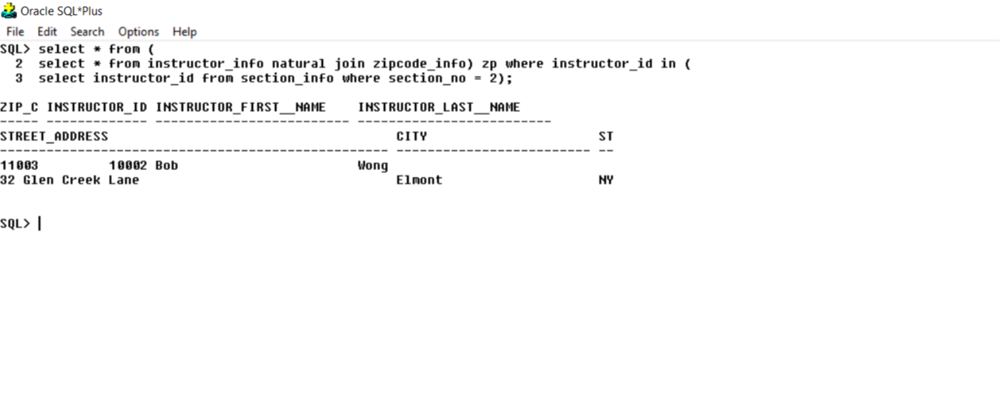 Oracle SQL*Plus
File Edit Search Options Help
SQL> select * from (
2 select * from instructor_info natural join zipcode_info) zp where instructor_id in (
3 select instructor_id from section_info where section_no = 2);
ZIP_C INSTRUCTOR_ID INSTRUCTOR_FIRST__NAME INSTRUCTOR_LAST__NAME
----- ------------- ------------------------- -------------------------
STREET_ADDRESS CITY ST
-------------------------------------------------- ------------------------- --
11003 10002 Bob Wong
32 Glen Creek Lane Elmont NY
SQL>